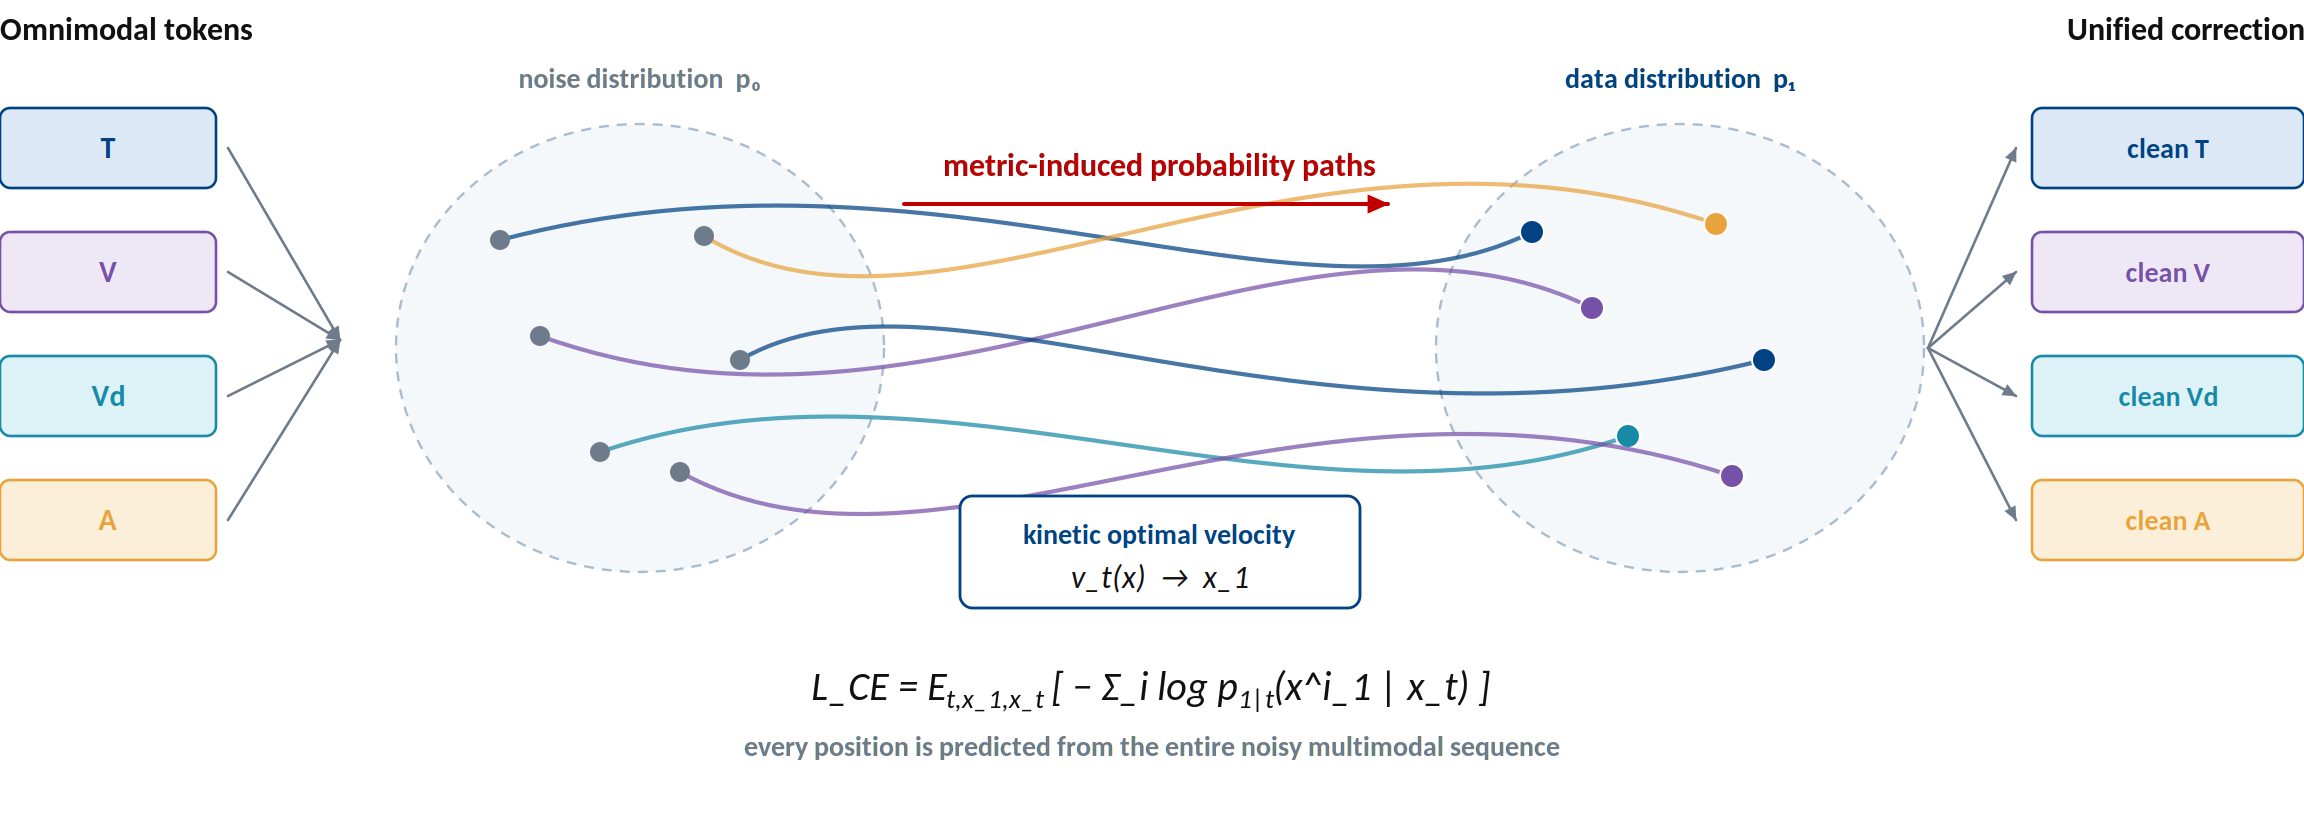 Omnimodal tokens
Unified correction
noise distribution p₀
data distribution p₁
metric-induced probability paths
T
V
Vd
A
clean T
clean V
clean Vd
clean A
kinetic optimal velocity
v_t(x) → x_1
L_CE = E_{t,x_1,x_t} [ − Σ_i log p_{1|t}(x^i_1 | x_t) ]
every position is predicted from the entire noisy multimodal sequence